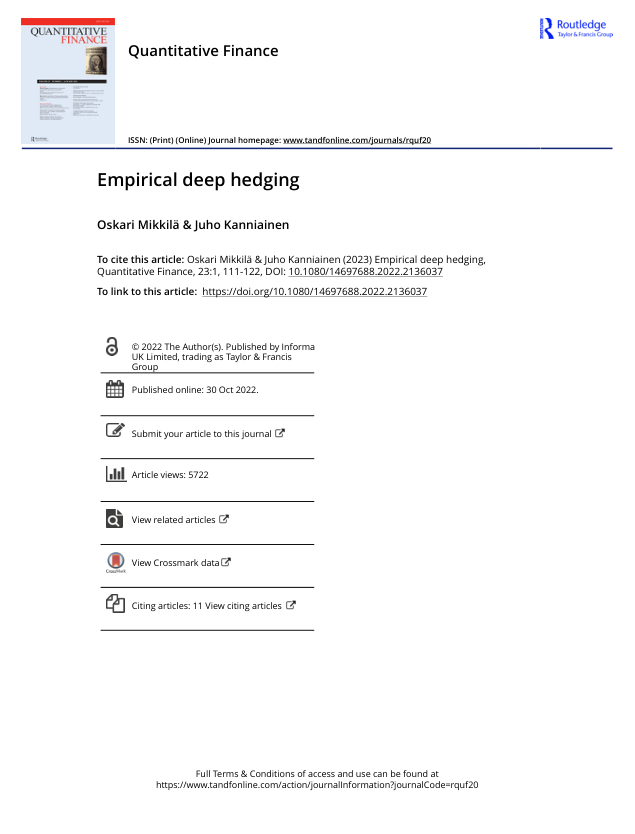 QUANTITATIVE
FINANCE
Routledge
Taylor & Francis Group
Quantitative Finance
ISSN: (Print) (Online) Journal homepage: www.tandfonline.com/journals/rquf20
Empirical deep hedging
Oskari Mikkilä & Juho Kanniainen
To cite this article: Oskari Mikkilä & Juho Kanniainen (2023) Empirical deep hedging,
Quantitative Finance, 23:1, 111-122, DOI: 10.1080/14697688.2022.2136037
To link to this article: https://doi.org/10.1080/14697688.2022.2136037
© 2022 The Author(s). Published by Informa
UK Limited, trading as Taylor & Francis
Group
Published online: 30 Oct 2022.
Submit your article to this journal
Article views: 5722
View related articles
View Crossmark data
CrossMark
Citing articles: 11 View citing articles
Full Terms & Conditions of access and use can be found at
https://www.tandfonline.com/action/journalInformation?journalCode=rquf20